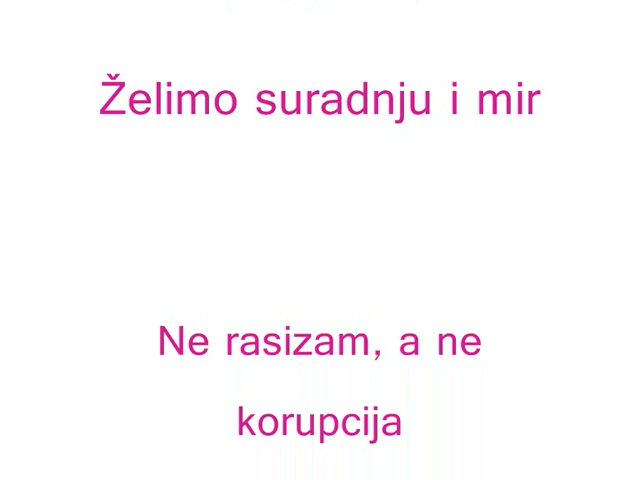 Želimo suradnju i mir
Ne rasizam, a ne
korupcija